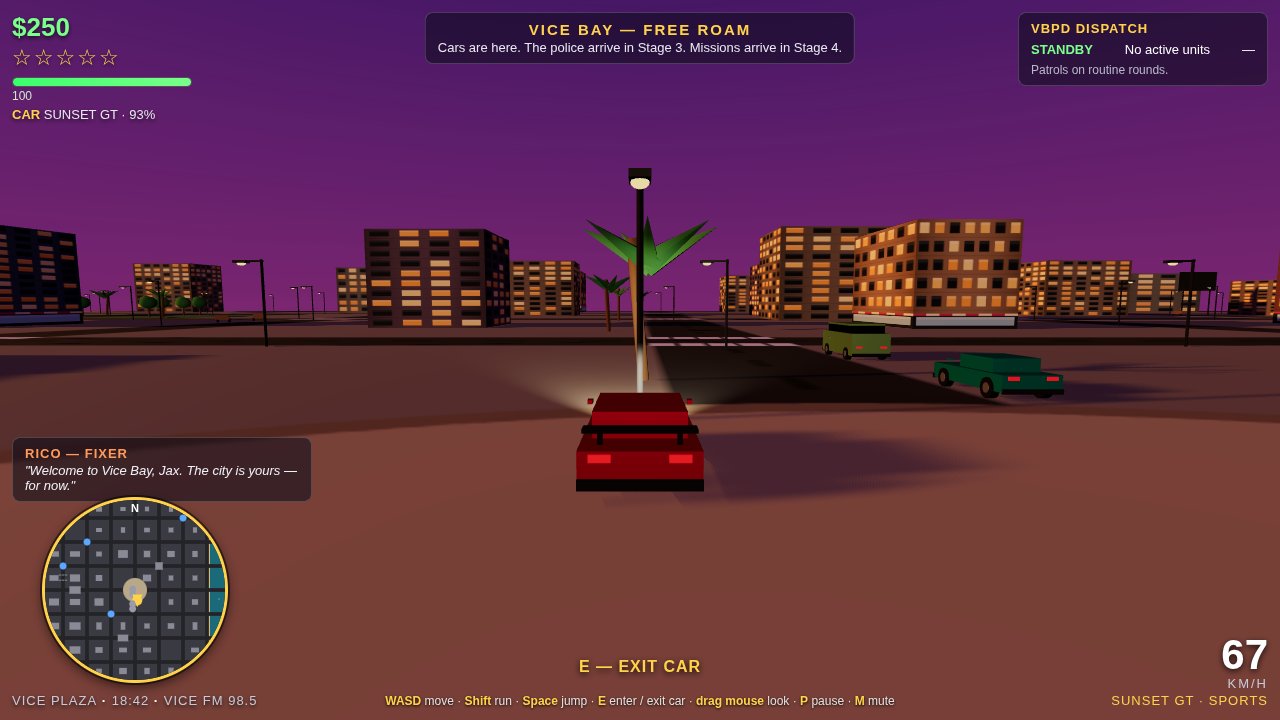 $250
☆☆☆☆☆
100
CAR SUNSET GT · 93%
VICE BAY — FREE ROAM
Cars are here. The police arrive in Stage 3. Missions arrive in Stage 4.
VBPD DISPATCH
STANDBY No active units —
Patrols on routine rounds.
RICO — FIXER
"Welcome to Vice Bay, Jax. The city is yours —
for now."
N
E — EXIT CAR
67
KM/H
VICE PLAZA • 18:42 • VICE FM 98.5
WASD move · Shift run · Space jump · E enter / exit car · drag mouse look · P pause · M mute
SUNSET GT · SPORTS